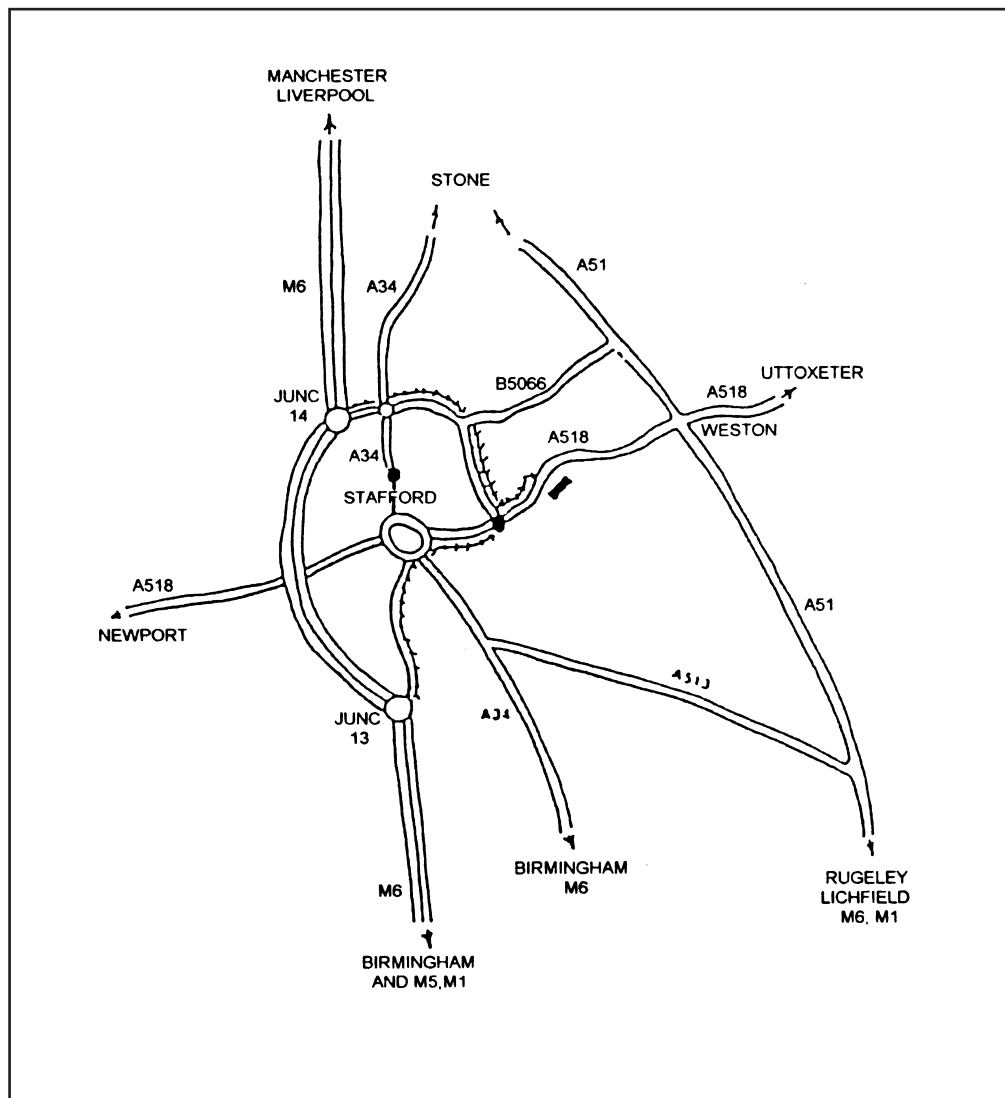 MANCHESTER
LIVERPOOL
STONE
A51
M6
A34
UTTOXETER
A518
B5066
JUNC
14
WESTON
A518
A34
STAFFORD
A518
A51
NEWPORT
A513
A34
JUNC
13
BIRMINGHAM
M6
RUGELEY
LICHFIELD
M6, M1
M6
BIRMINGHAM
AND M5,M1